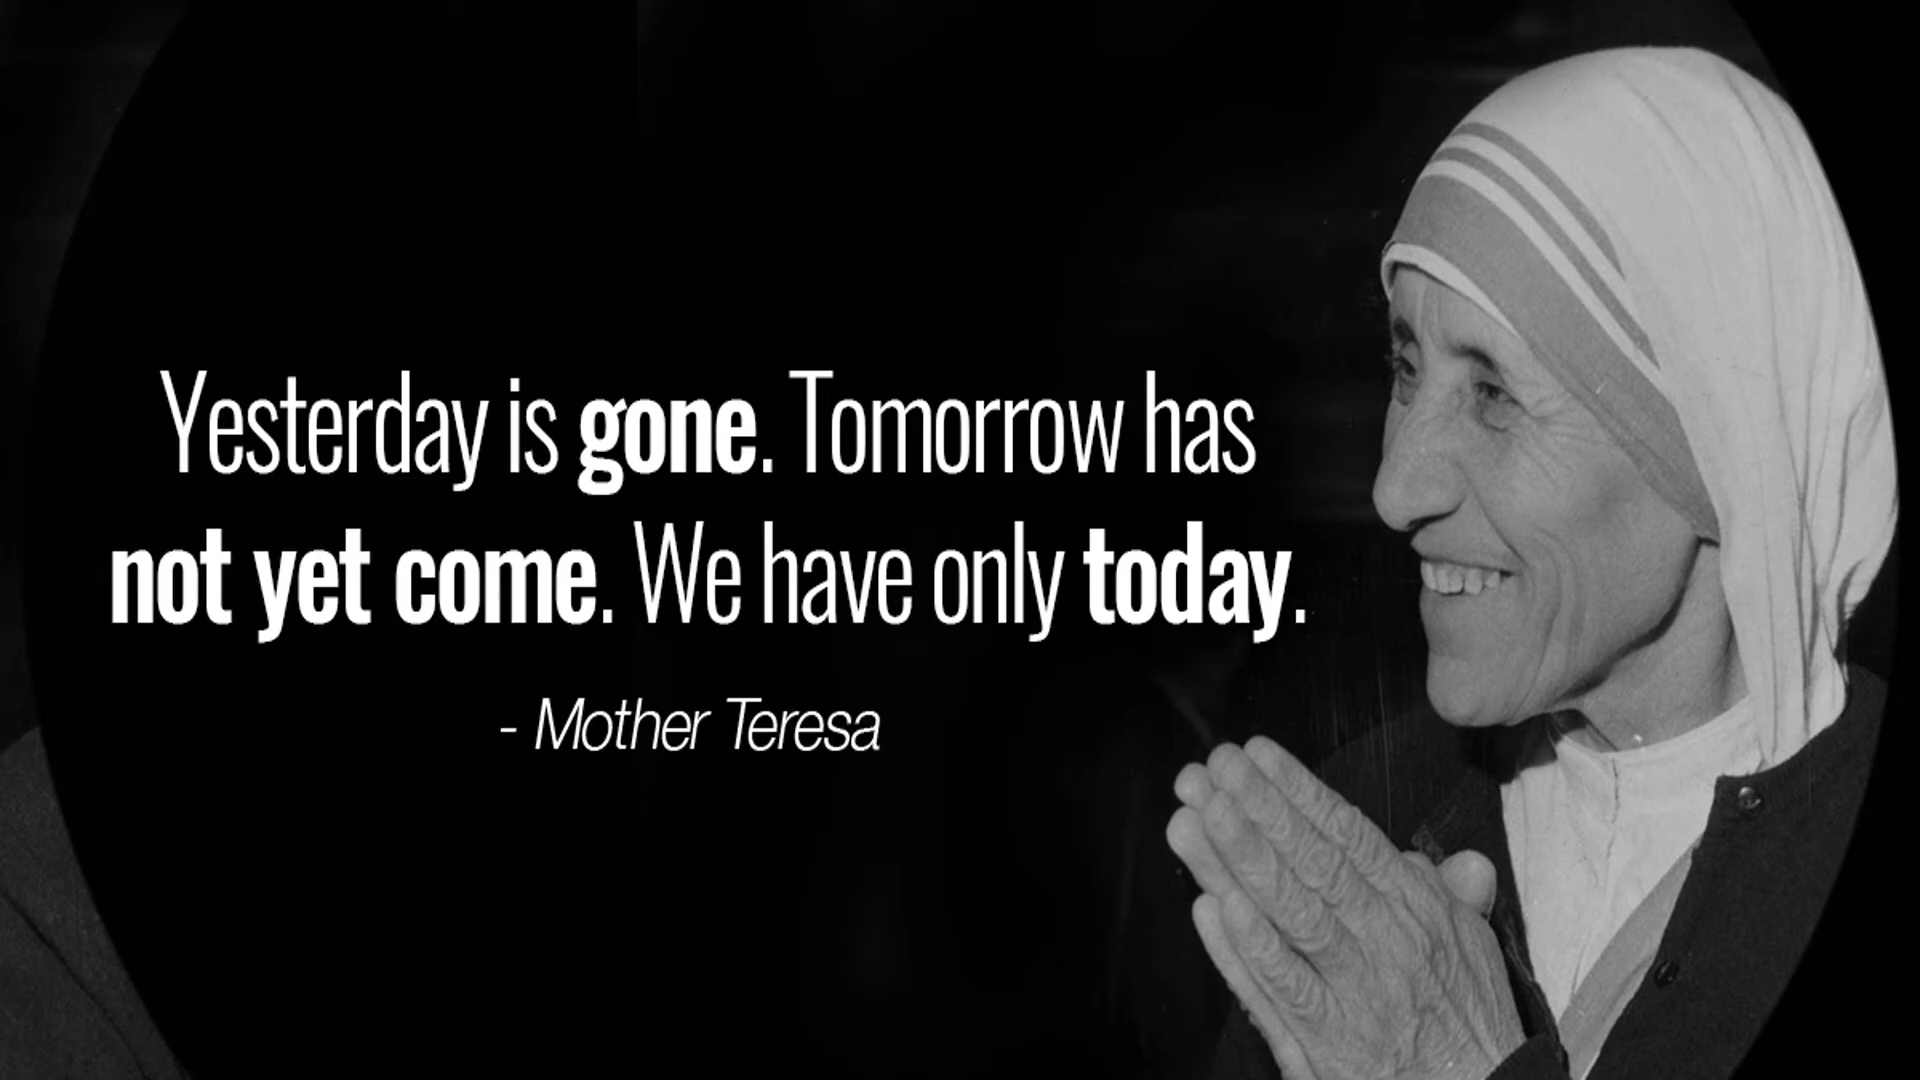 Yesterday is gone. Tomorrow has
not yet come. We have only today.
- Mother Teresa